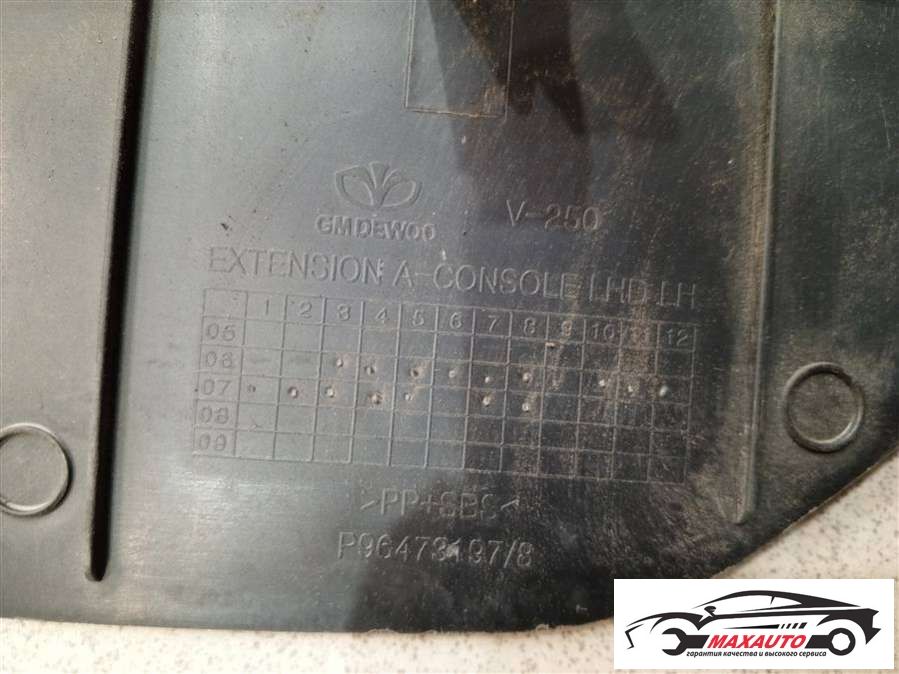 GMDEWOO
V-250
EXTENSION A-CONSOLE LHD LH
1 2 3 4 5 6 7 8 9 10 11 12
05
06
07
08
09
>PP+SBS<
P96473197/8
MAXAUTO
гарантия качества и высокого сервиса